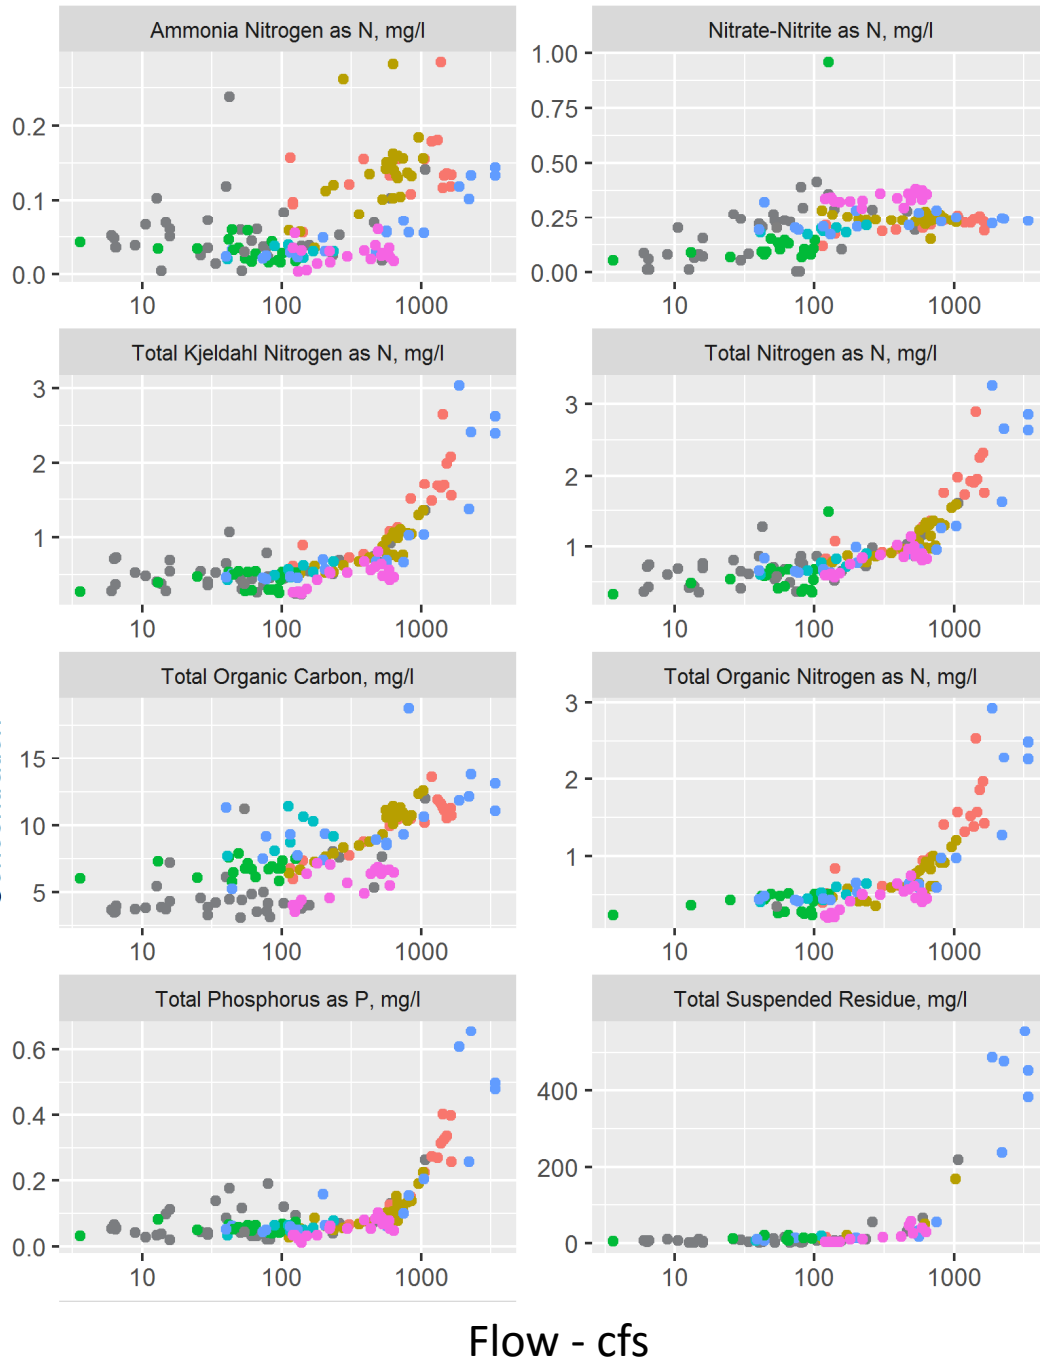 Ammonia Nitrogen as N, mg/l
Nitrate-Nitrite as N, mg/l
0.2
0.1
0.0
10 100 1000
1.00
0.75
0.50
0.25
0.00
10 100 1000
Total Kjeldahl Nitrogen as N, mg/l
Total Nitrogen as N, mg/l
3
2
1
10 100 1000
3
2
1
10 100 1000
Total Organic Carbon, mg/l
Total Organic Nitrogen as N, mg/l
15
10
5
10 100 1000
3
2
1
10 100 1000
Total Phosphorus as P, mg/l
Total Suspended Residue, mg/l
0.6
0.4
0.2
0.0
10 100 1000
400
200
0
10 100 1000
Flow - cfs